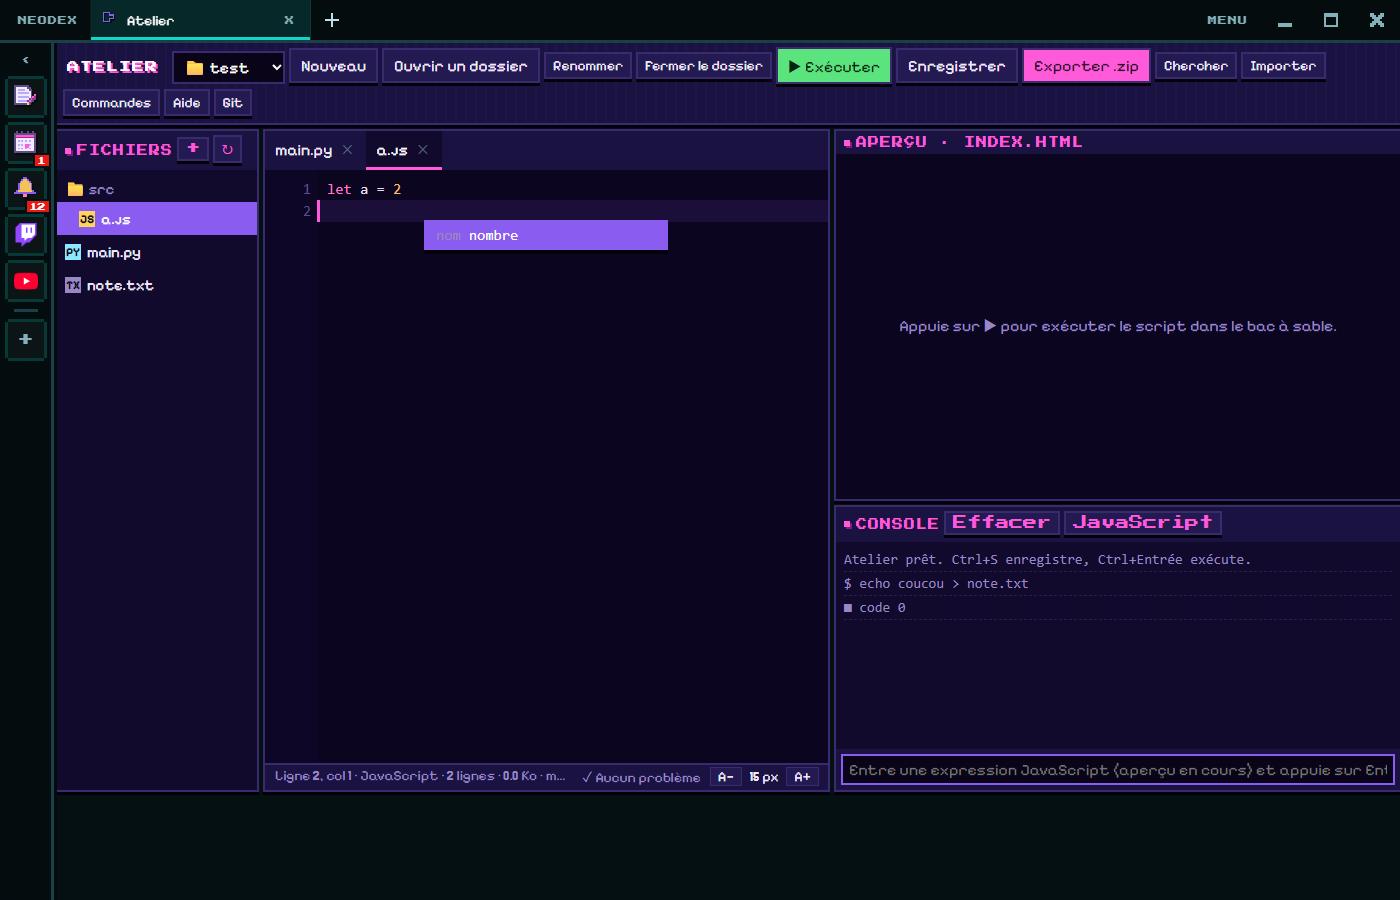 NEODEX
Atelier
MENU
1
12
ATELIER
test
Nouveau
Ouvrir un dossier
Renommer
Fermer le dossier
▶ Exécuter
Enregistrer
Exporter .zip
Chercher
Importer
Commandes
Aide
Git
FICHIERS
+
↻
src
JS a.js
PY main.py
TX note.txt
main.py ×
a.js ×
1 let a = 2
2
nom nombre
Ligne 2, col 1 · JavaScript · 2 lignes · 0.0 Ko · m...
✓ Aucun problème
A−
15 px
A+
APERÇU · INDEX.HTML
Appuie sur ▶ pour exécuter le script dans le bac à sable.
CONSOLE
Effacer
JavaScript
Atelier prêt. Ctrl+S enregistre, Ctrl+Entrée exécute.
$ echo coucou > note.txt
■ code 0
Entre une expression JavaScript (aperçu en cours) et appuie sur Ent